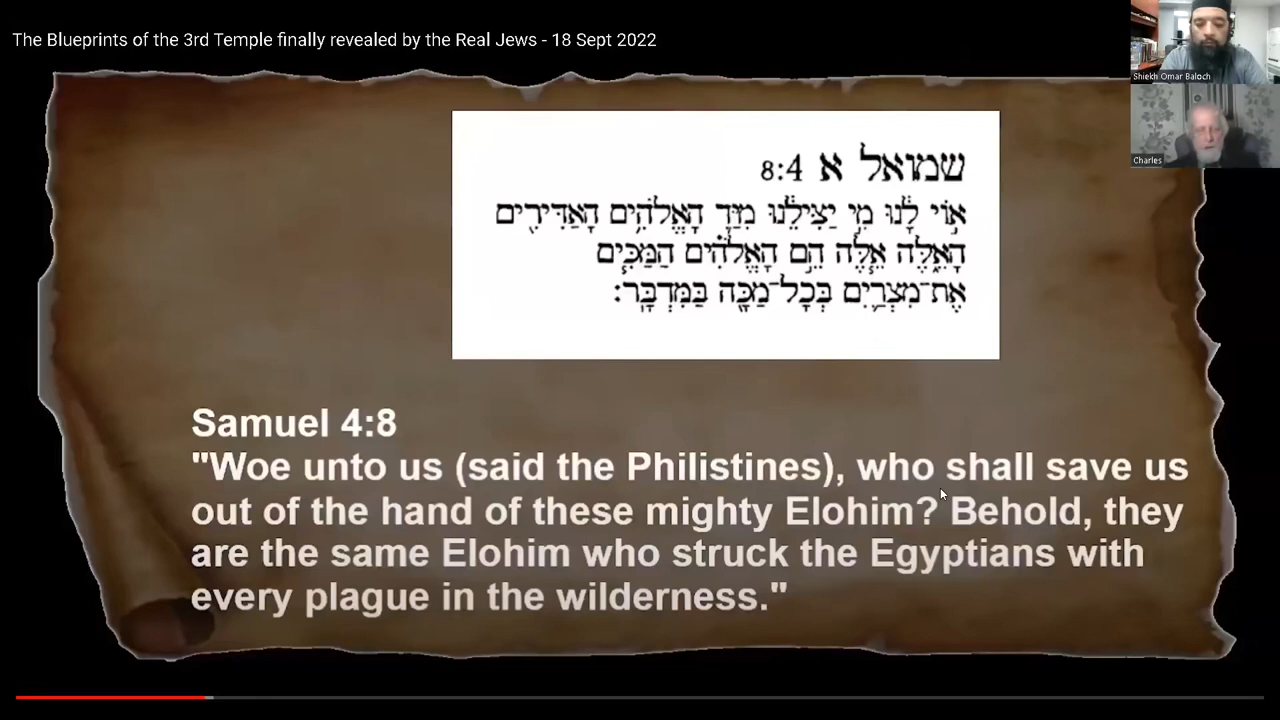 The Blueprints of the 3rd Temple finally revealed by the Real Jews - 18 Sept 2022
Shiekh Omar Baloch
Charles
שמואל א 8:4
א֣וֹי לָ֔נוּ מִ֣י יַצִּילֵ֔נוּ מִיַּ֛ד הָאֱלֹהִ֥ים הָאַדִּירִ֖ים
הָאֵ֑לֶּה אֵ֧לֶּה הֵ֣ם הָאֱלֹהִ֗ים הַמַּכִּ֧ים
אֶת־מִצְרַ֛יִם בְּכָל־מַכָּ֖ה בַּמִּדְבָּֽר׃
Samuel 4:8
"Woe unto us (said the Philistines), who shall save us
out of the hand of these mighty Elohim? Behold, they
are the same Elohim who struck the Egyptians with
every plague in the wilderness."